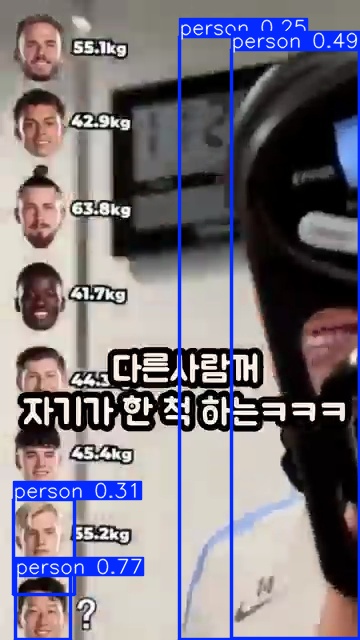 person 0.25
person 0.49
55.1kg
42.9kg
63.8kg
41.7kg
다른사람꺼
자기가 한 척 하는ㅋㅋㅋ
45.4kg
person 0.31
55.2kg
person 0.77
?